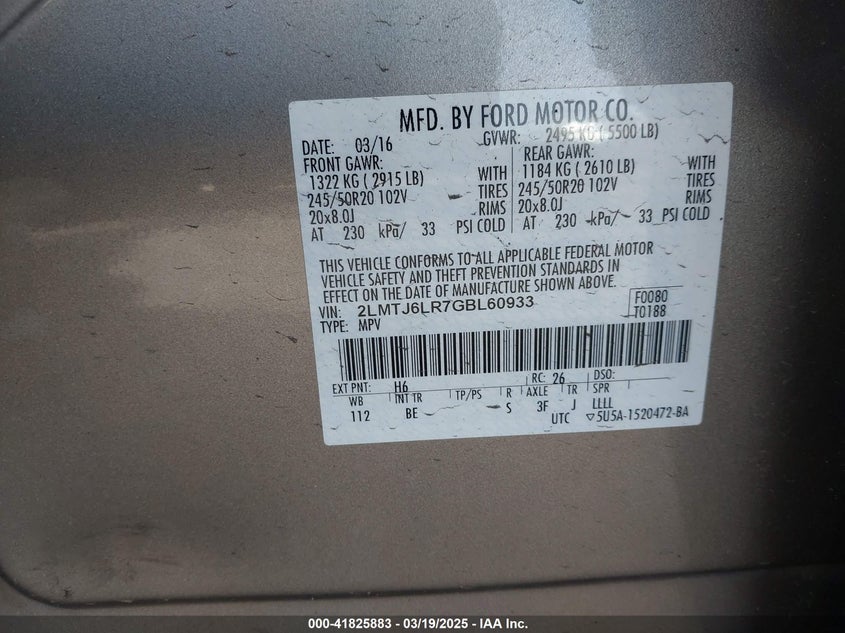 MFD. BY FORD MOTOR CO.
DATE: 03/16 GVWR: 2495 KG ( 5500 LB)
FRONT GAWR: REAR GAWR:
1322 KG ( 2915 LB) WITH 1184 KG ( 2610 LB) WITH
245/50R20 102V TIRES 245/50R20 102V TIRES
20x8.0J RIMS 20x8.0J RIMS
AT 230 kPa/ 33 PSI COLD AT 230 kPa/ 33 PSI COLD
THIS VEHICLE CONFORMS TO ALL APPLICABLE FEDERAL MOTOR
VEHICLE SAFETY AND THEFT PREVENTION STANDARDS IN
EFFECT ON THE DATE OF MANUFACTURE SHOWN ABOVE.
VIN: 2LMTJ6LR7GBL60933 F0080
TYPE: MPV T0188
EXT PNT: H6 RC: 26 DSO:
WB INT TR TP/PS R AXLE TR SPR
112 BE S 3F J LLLL
UTC ▽5U5A-1520472-BA
000-41825883 / 03/19/2025 - IAA Holdings, Inc.